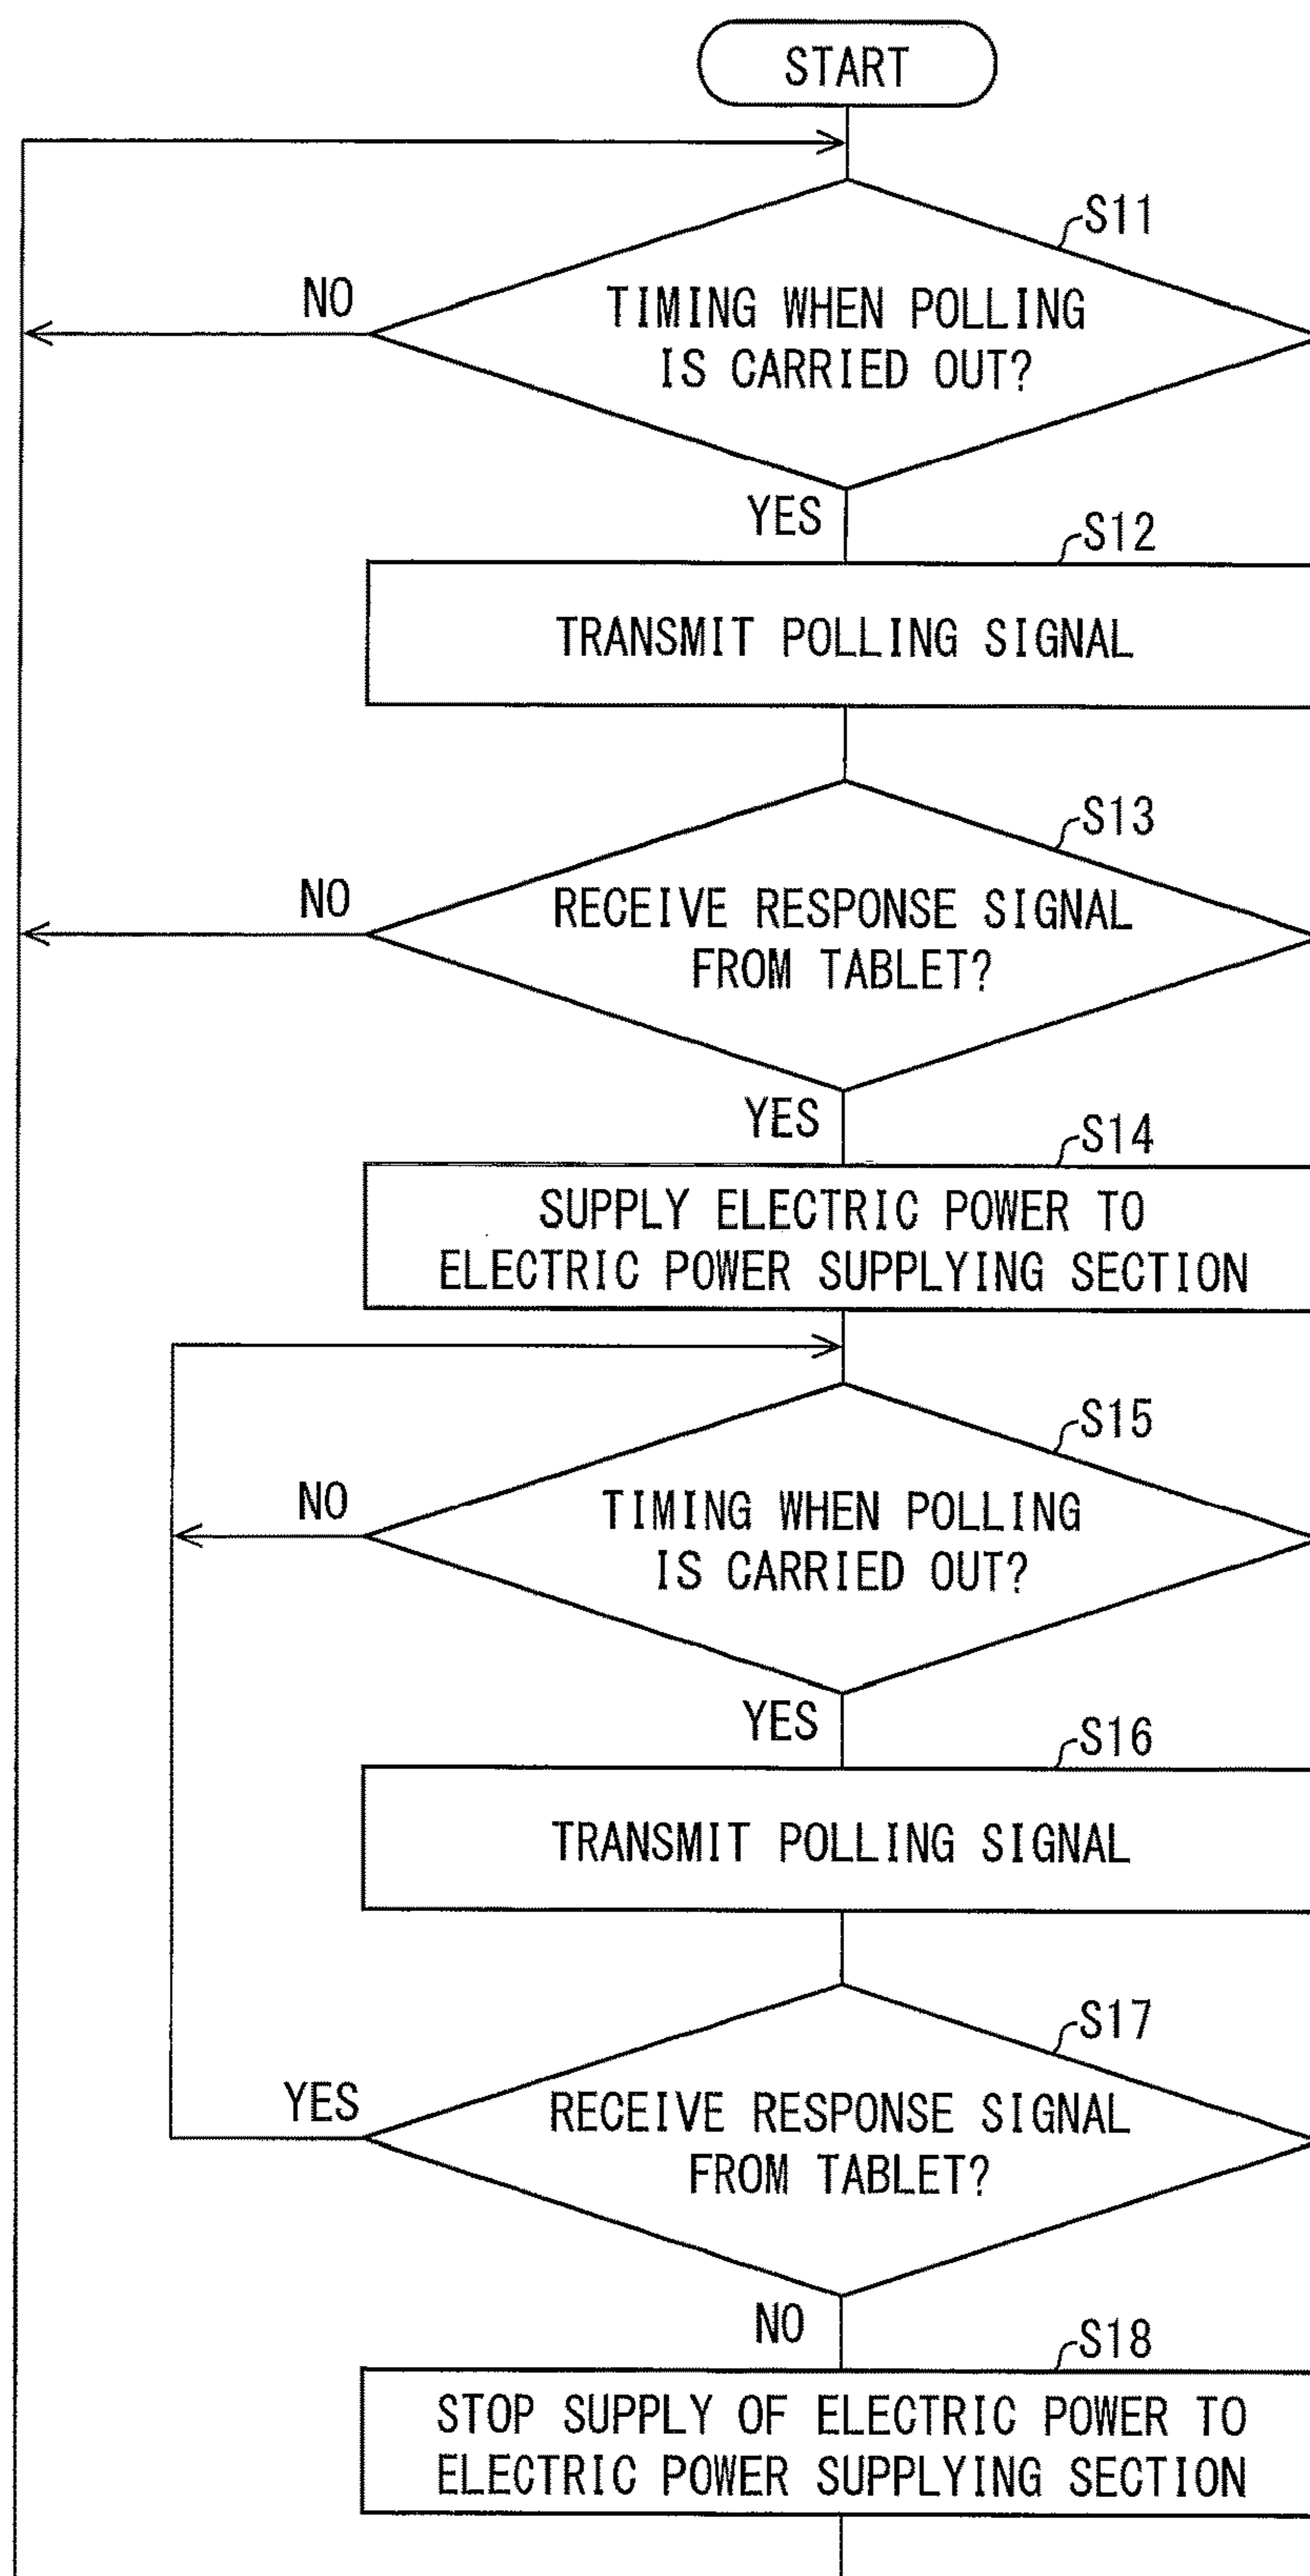 START
S11
NO
TIMING WHEN POLLING
IS CARRIED OUT?
YES
S12
TRANSMIT POLLING SIGNAL
S13
NO
RECEIVE RESPONSE SIGNAL
FROM TABLET?
YES
S14
SUPPLY ELECTRIC POWER TO
ELECTRIC POWER SUPPLYING SECTION
S15
NO
TIMING WHEN POLLING
IS CARRIED OUT?
YES
S16
TRANSMIT POLLING SIGNAL
S17
YES
RECEIVE RESPONSE SIGNAL
FROM TABLET?
NO
S18
STOP SUPPLY OF ELECTRIC POWER TO
ELECTRIC POWER SUPPLYING SECTION